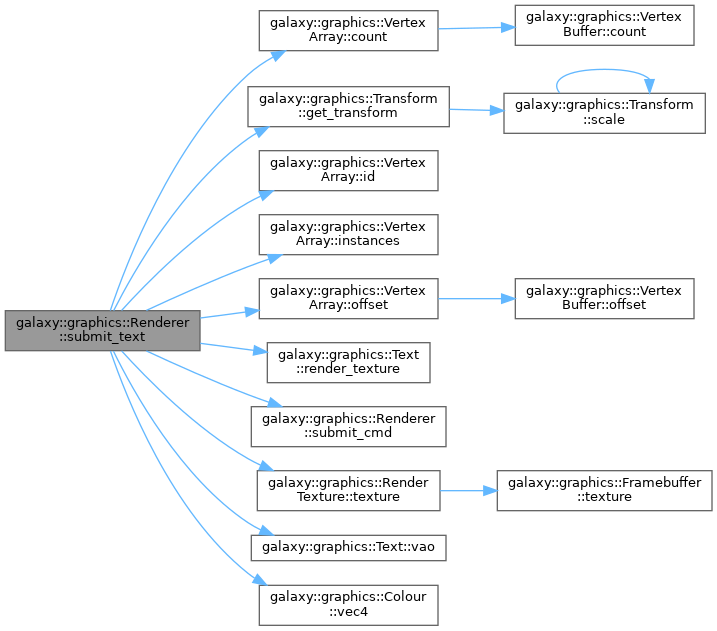 galaxy::graphics::Renderer
::submit_text
galaxy::graphics::Vertex
Array::count
galaxy::graphics::Vertex
Buffer::count
galaxy::graphics::Transform
::get_transform
galaxy::graphics::Transform
::scale
galaxy::graphics::Vertex
Array::id
galaxy::graphics::Vertex
Array::instances
galaxy::graphics::Vertex
Array::offset
galaxy::graphics::Vertex
Buffer::offset
galaxy::graphics::Text
::render_texture
galaxy::graphics::Renderer
::submit_cmd
galaxy::graphics::Render
Texture::texture
galaxy::graphics::Framebuffer
::texture
galaxy::graphics::Text::vao
galaxy::graphics::Colour
::vec4